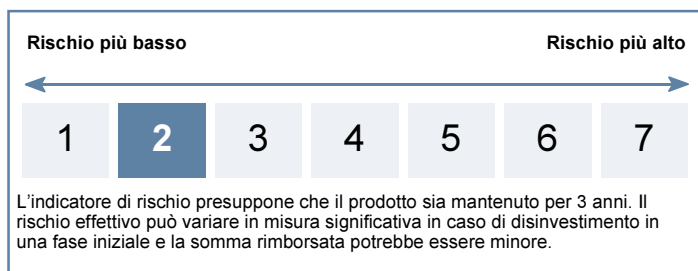 Rischio più basso Rischio più alto
1 2 3 4 5 6 7
L'indicatore di rischio presuppone che il prodotto sia mantenuto per 3 anni. Il
rischio effettivo può variare in misura significativa in caso di disinvestimento in
una fase iniziale e la somma rimborsata potrebbe essere minore.